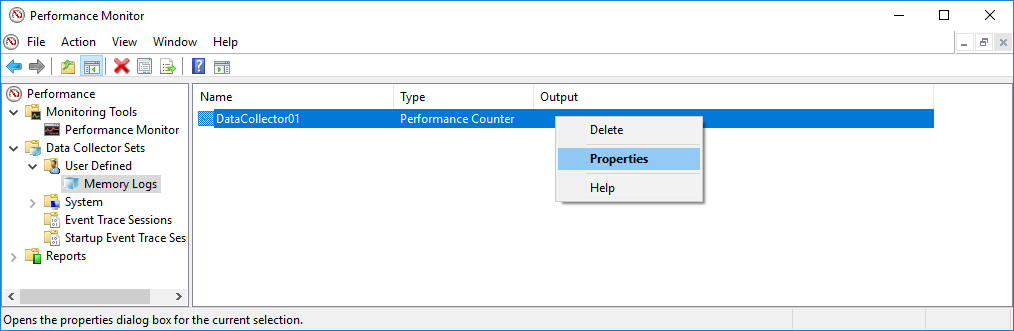 Performance Monitor
File Action View Window Help
Performance
Monitoring Tools
Performance Monitor
Data Collector Sets
User Defined
Memory Logs
System
Event Trace Sessions
Startup Event Trace Ses
Reports
Name Type Output
DataCollector01 Performance Counter
Delete
Properties
Help
Opens the properties dialog box for the current selection.